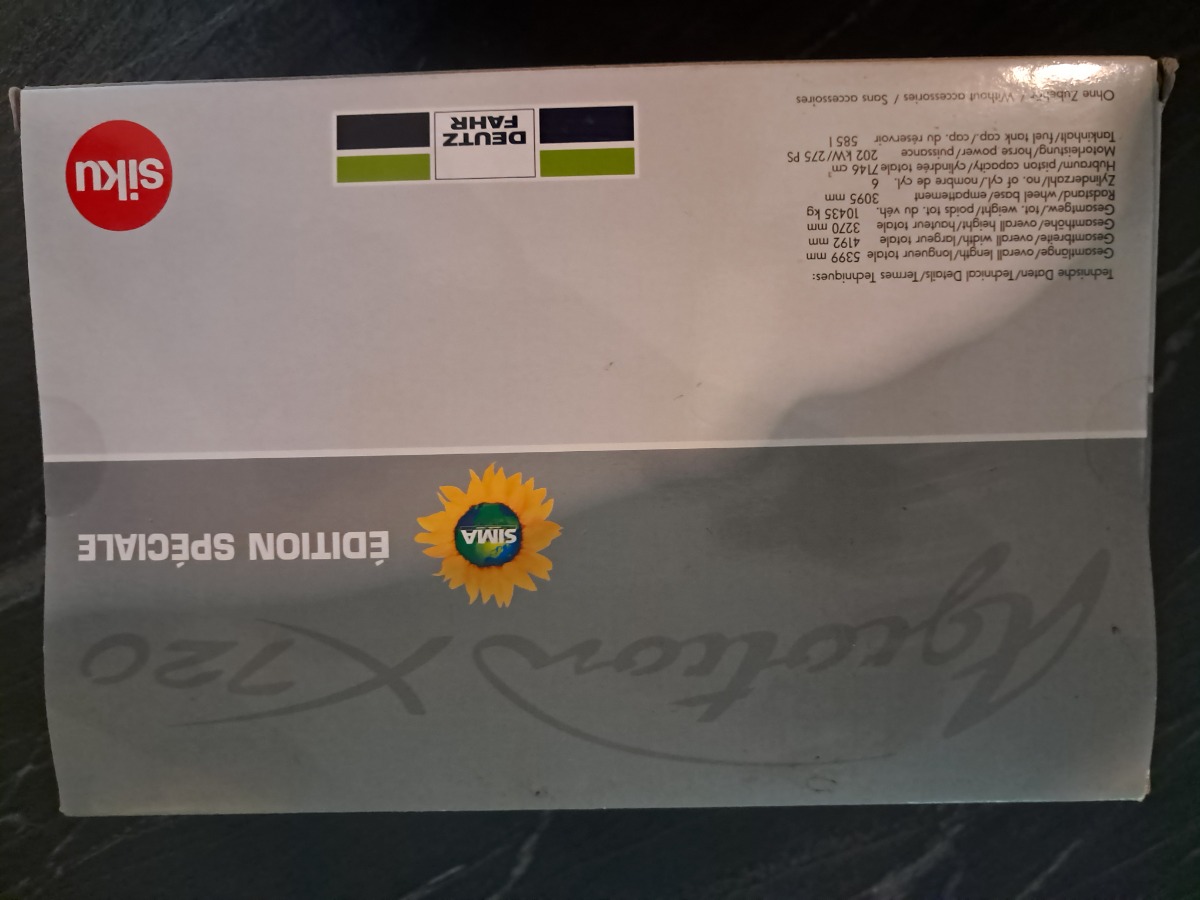 Agrotron X720
ÉDITION SPÉCIALE
SIMA
Technische Daten/Technical Details/Termes Techniques:
Gesamtlänge/overall length/longueur totale 5399 mm
Gesamtbreite/overall width/largeur totale 4192 mm
Gesamthöhe/overall height/hauteur totale 3270 mm
Gesamtgew./tot. weight/poids tot. du véh. 10435 kg
Radstand/wheel base/empattement 3095 mm
Zylinderzahl/no. of cyl./nombre de cyl. 6
Hubraum/piston capacity/cylindrée totale 7146 cm³
Motorleistung/horse power/puissance 202 kW/275 PS
Tankinhalt/fuel tank cap./cap. du réservoir 585 l
Ohne Zubehör / Without accessories / Sans accessoires
DEUTZ
FAHR
siku